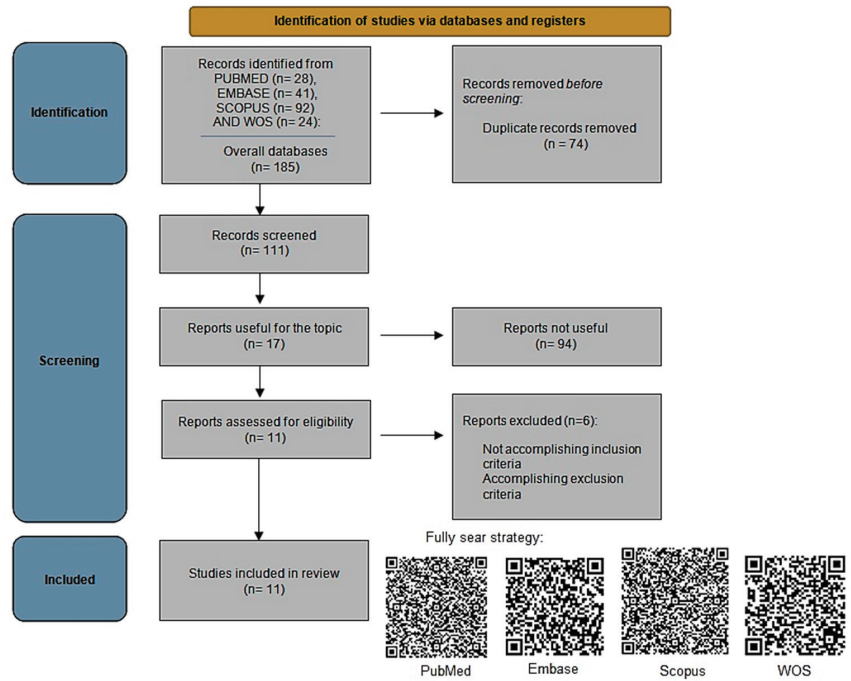 Identification of studies via databases and registers
Identification
Records identified from
PUBMED (n= 28),
EMBASE (n= 41),
SCOPUS (n= 92)
AND WOS (n= 24):
Overall databases
(n= 185)
Records removed before
screening:
Duplicate records removed
(n = 74)
Screening
Records screened
(n= 111)
Reports useful for the topic
(n= 17)
Reports not useful
(n= 94)
Reports assessed for eligibility
(n= 11)
Reports excluded (n=6):
Not accomplishing inclusion
criteria
Accomplishing exclusion
criteria
Included
Studies included in review
(n= 11)
Fully sear strategy:
PubMed
Embase
Scopus
WOS